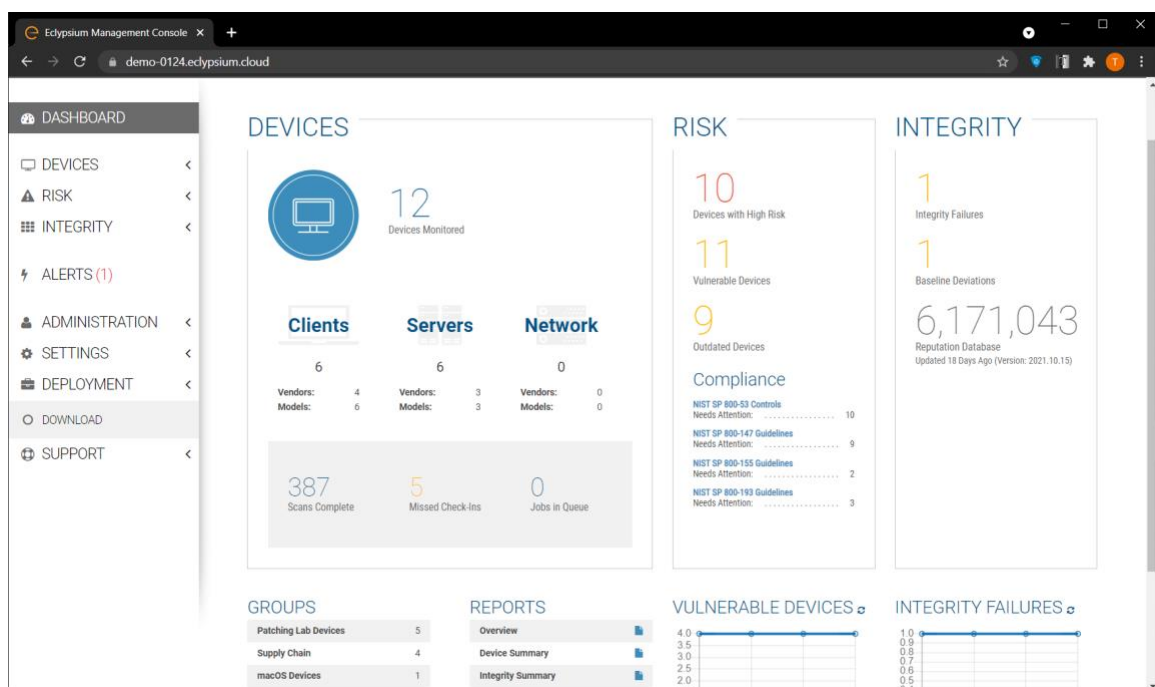 Eclypsium Management Console
demo-0124.eclypsium.cloud
T
DASHBOARD
DEVICES
RISK
INTEGRITY
ALERTS (1)
ADMINISTRATION
SETTINGS
DEPLOYMENT
DOWNLOAD
SUPPORT
DEVICES
12
Devices Monitored
Clients
Servers
Network
6
6
0
Vendors: 4
Vendors: 3
Vendors: 0
Models: 6
Models: 3
Models: 0
387
Scans Complete
5
Missed Check-Ins
0
Jobs in Queue
RISK
10
Devices with High Risk
11
Vulnerable Devices
9
Outdated Devices
Compliance
NIST SP 800-53 Controls
Needs Attention: ................ 10
NIST SP 800-147 Guidelines
Needs Attention: ................ 9
NIST SP 800-155 Guidelines
Needs Attention: ................ 2
NIST SP 800-193 Guidelines
Needs Attention: ................ 3
INTEGRITY
1
Integrity Failures
1
Baseline Deviations
6,171,043
Reputation Database
Updated 18 Days Ago (Version: 2021.10.15)
GROUPS
Patching Lab Devices 5
Supply Chain 4
macOS Devices 1
REPORTS
Overview
Device Summary
Integrity Summary
VULNERABLE DEVICES
4.0
3.5
3.0
2.5
2.0
INTEGRITY FAILURES
1.0
0.9
0.8
0.7
0.6
0.5